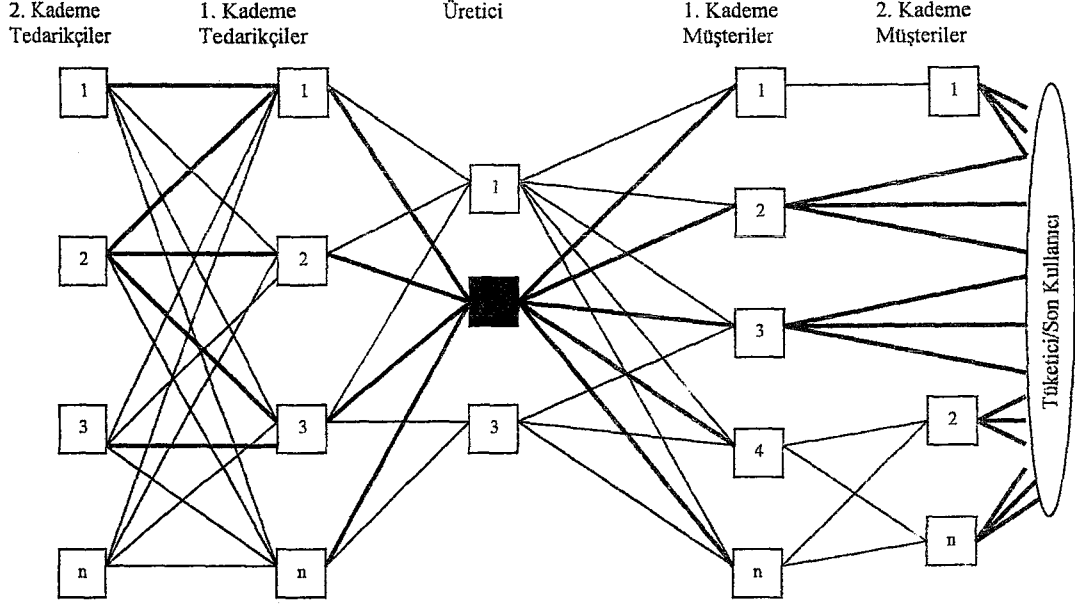 2. Kademe
Tedarikçiler
1. Kademe
Tedarikçiler
Üretici
1. Kademe
Müşteriler
2. Kademe
Müşteriler
1
2
3
n
1
2
3
n
1
3
1
2
3
4
n
1
2
n
Tüketici/Son Kullanıcı